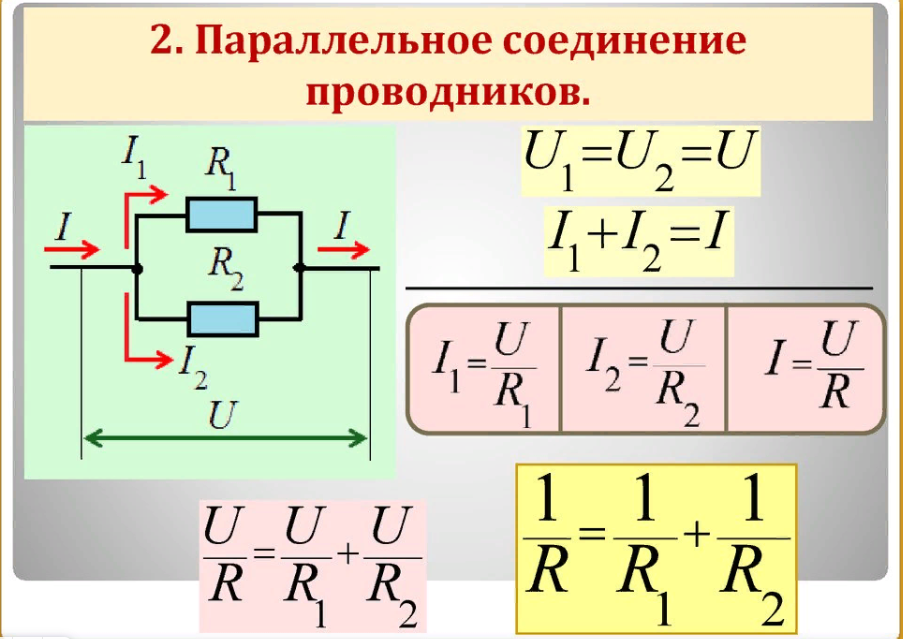 2. Параллельное соединение
проводников.
I₁
R₁
I
I
R₂
I₂
U
U₁=U₂=U
I₁+I₂=I
I₁=U/R₁
I₂=U/R₂
I=U/R
U/R=U/R₁+U/R₂
1/R=1/R₁+1/R₂